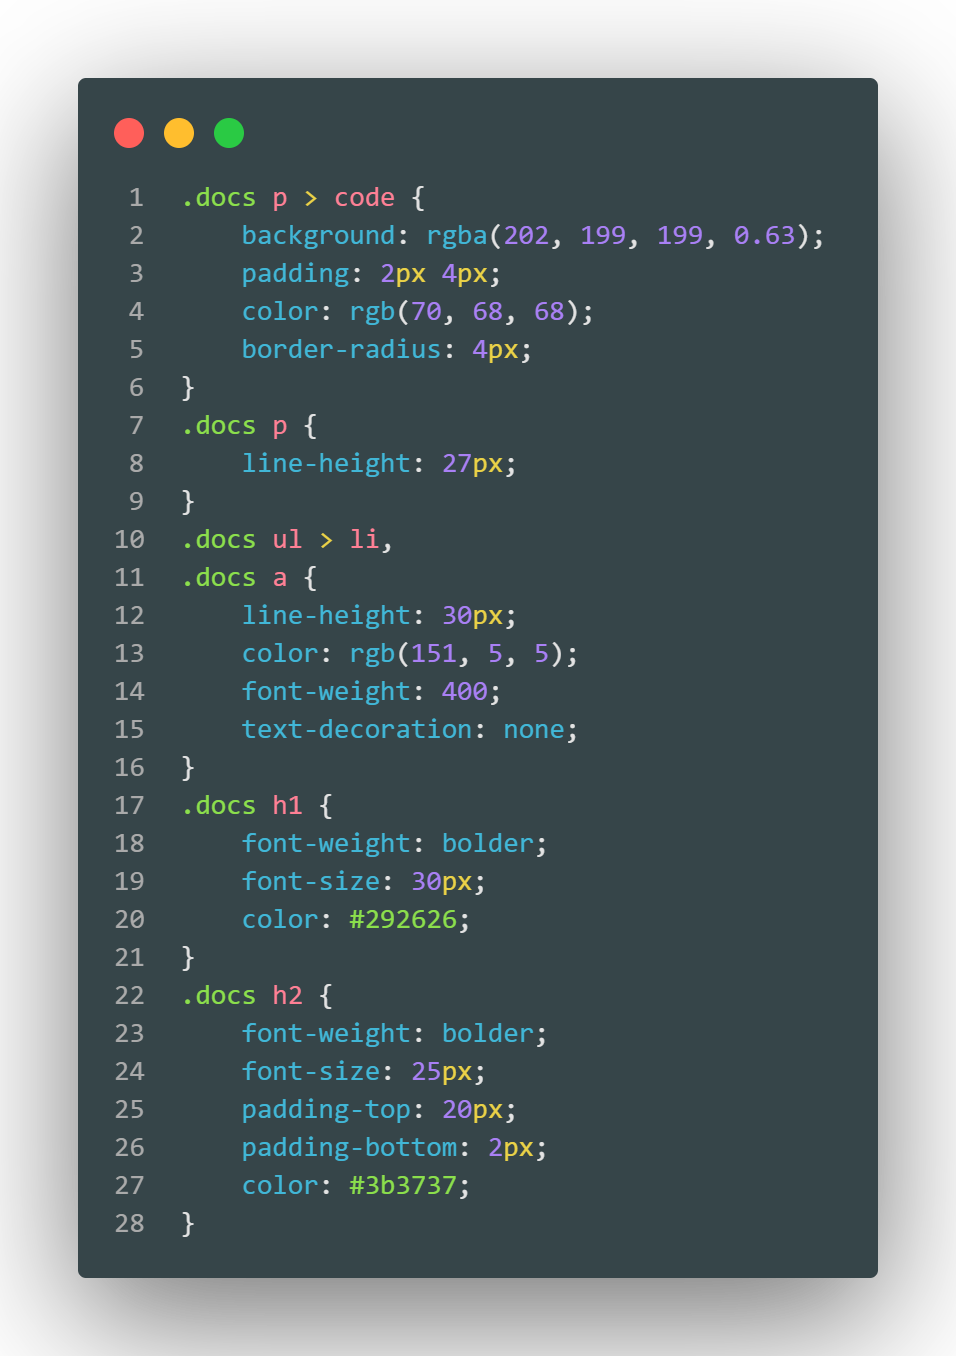 1 .docs p > code {
2     background: rgba(202, 199, 199, 0.63);
3     padding: 2px 4px;
4     color: rgb(70, 68, 68);
5     border-radius: 4px;
6 }
7 .docs p {
8     line-height: 27px;
9 }
10 .docs ul > li,
11 .docs a {
12     line-height: 30px;
13     color: rgb(151, 5, 5);
14     font-weight: 400;
15     text-decoration: none;
16 }
17 .docs h1 {
18     font-weight: bolder;
19     font-size: 30px;
20     color: #292626;
21 }
22 .docs h2 {
23     font-weight: bolder;
24     font-size: 25px;
25     padding-top: 20px;
26     padding-bottom: 2px;
27     color: #3b3737;
28 }